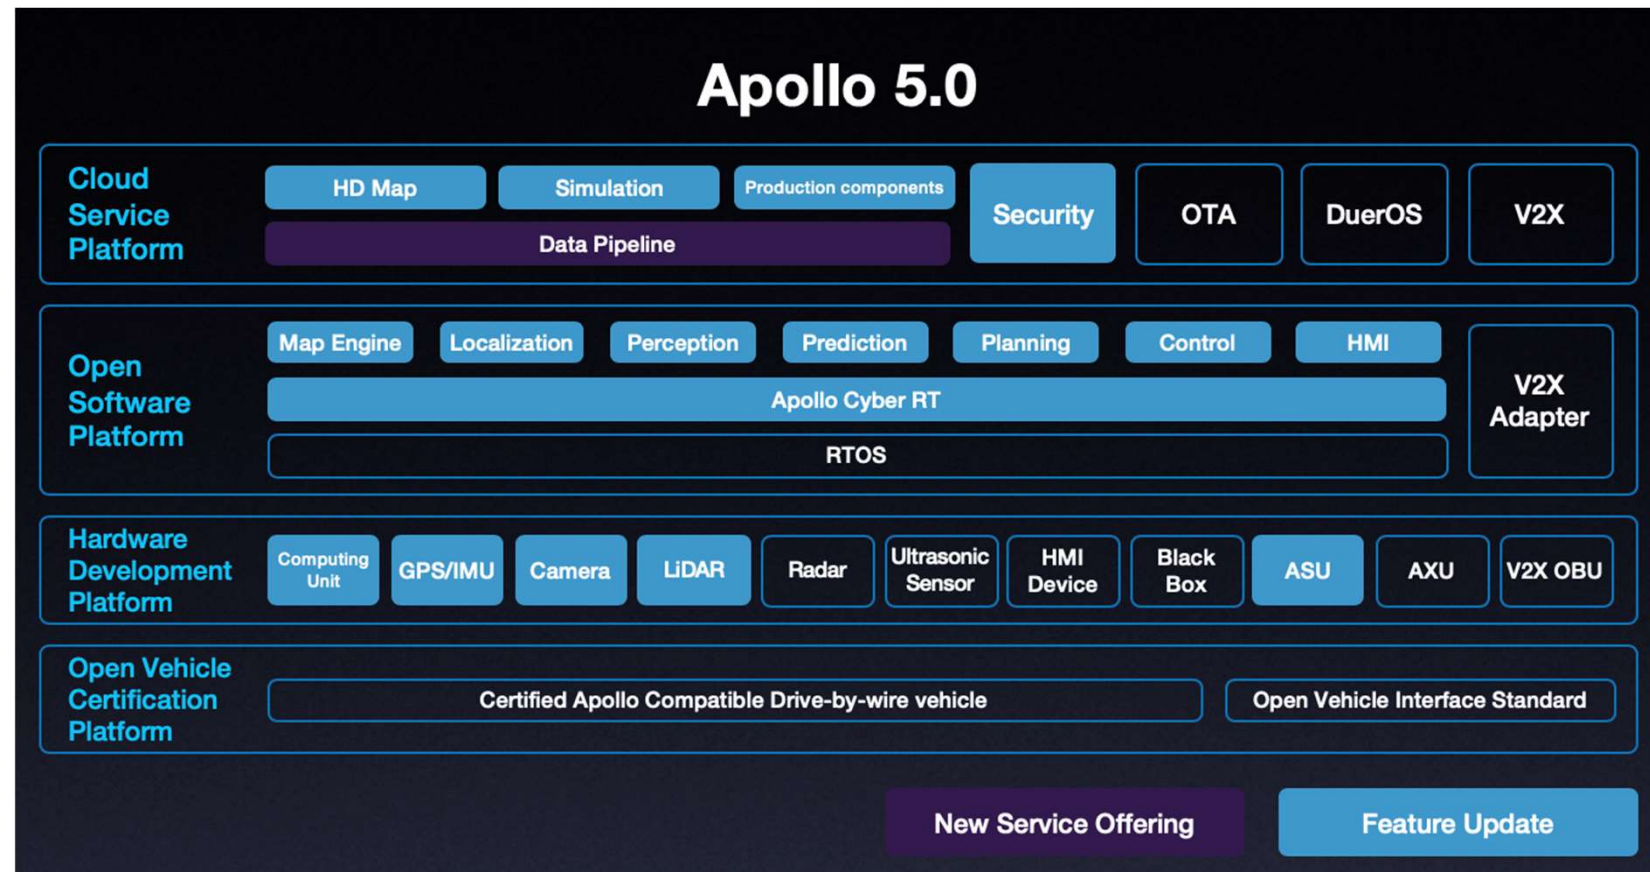 Apollo 5.0
Cloud
Service
Platform
HD Map
Simulation
Production components
Data Pipeline
Security
OTA
DuerOS
V2X
Open
Software
Platform
Map Engine
Localization
Perception
Prediction
Planning
Control
HMI
Apollo Cyber RT
RTOS
V2X
Adapter
Hardware
Development
Platform
Computing
Unit
GPS/IMU
Camera
LiDAR
Radar
Ultrasonic
Sensor
HMI
Device
Black
Box
ASU
AXU
V2X OBU
Open Vehicle
Certification
Platform
Certified Apollo Compatible Drive-by-wire vehicle
Open Vehicle Interface Standard
New Service Offering
Feature Update